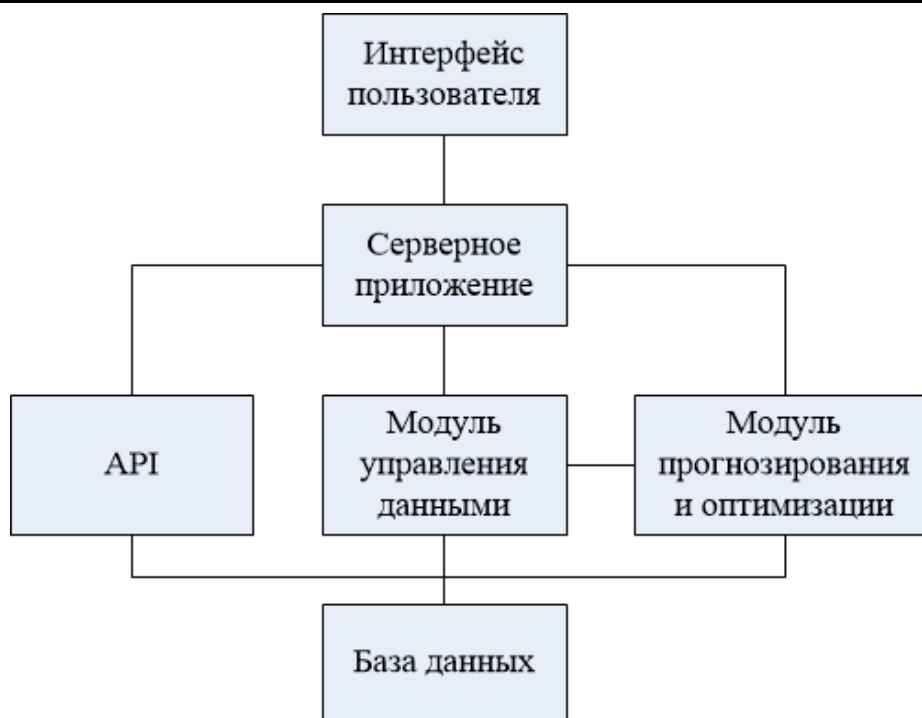 Интерфейс
пользователя
Серверное
приложение
API
Модуль
управления
данными
Модуль
прогнозирования
и оптимизации
База данных